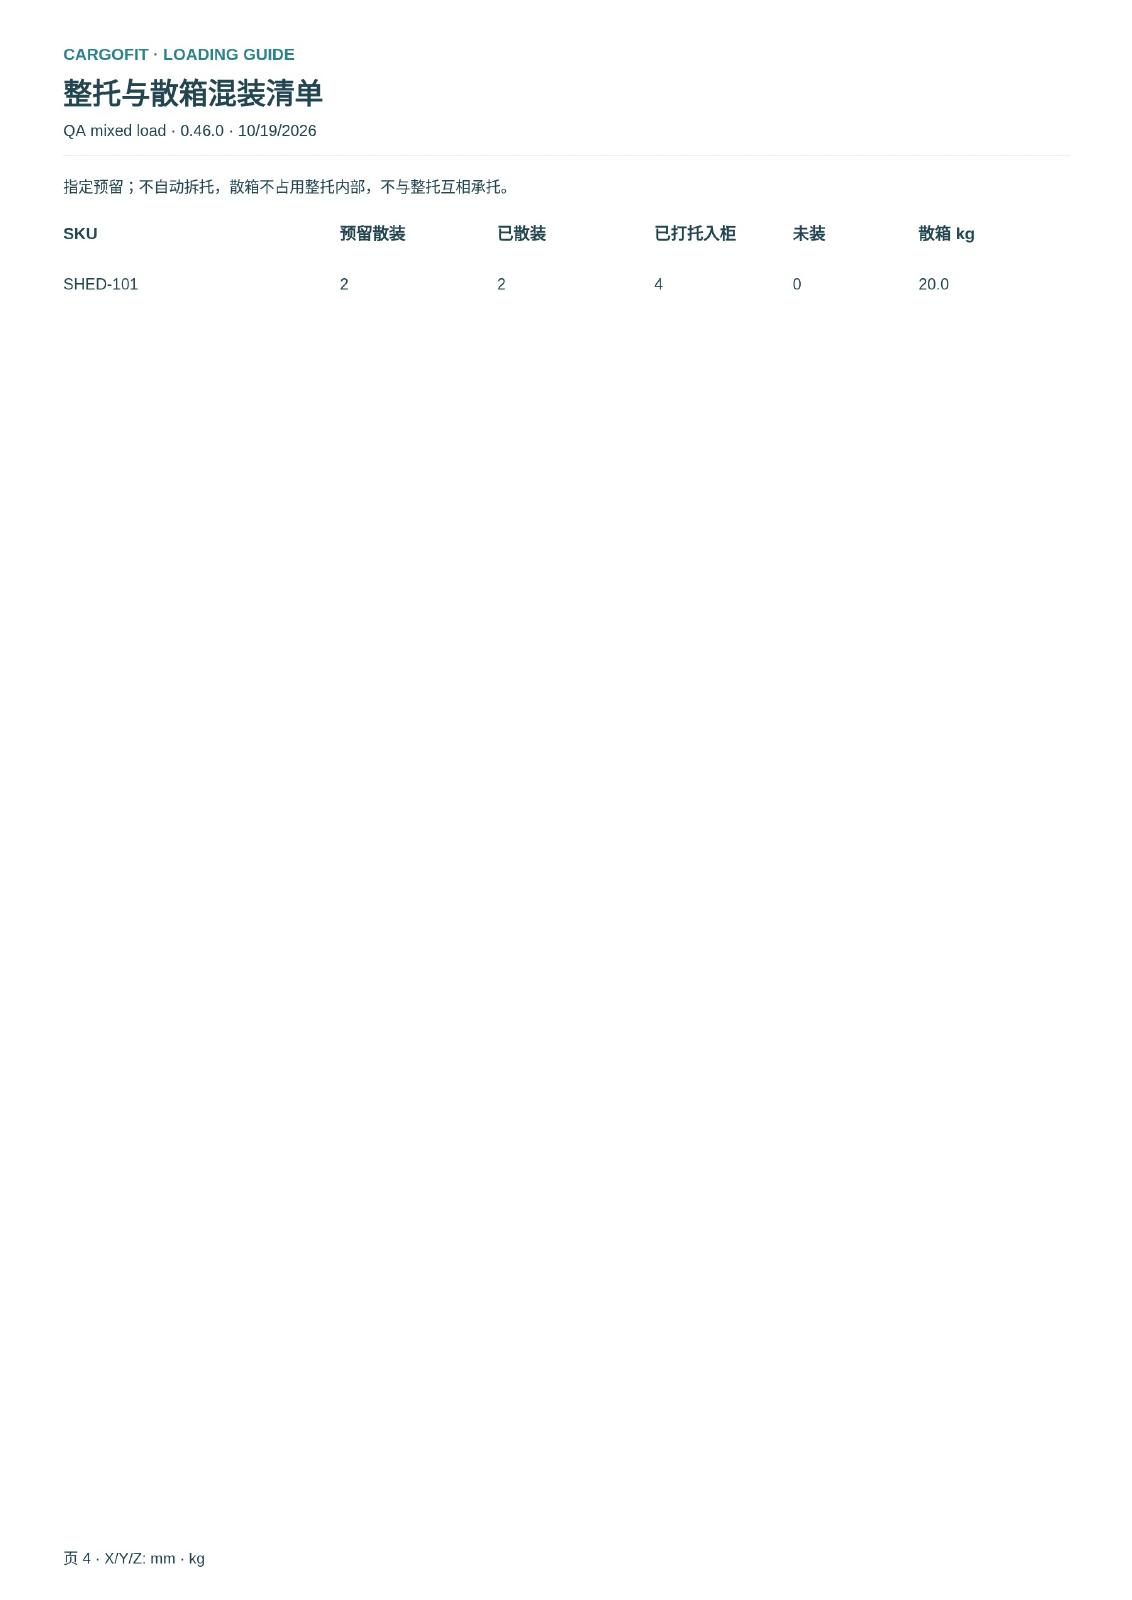 CARGOFIT · LOADING GUIDE
整托与散箱混装清单
QA mixed load · 0.46.0 · 10/19/2026
指定预留；不自动拆托，散箱不占用整托内部，不与整托互相承托。
SKU 预留散装 已散装 已打托入柜 未装 散箱 kg
SHED-101 2 2 4 0 20.0
页 4 · X/Y/Z: mm · kg